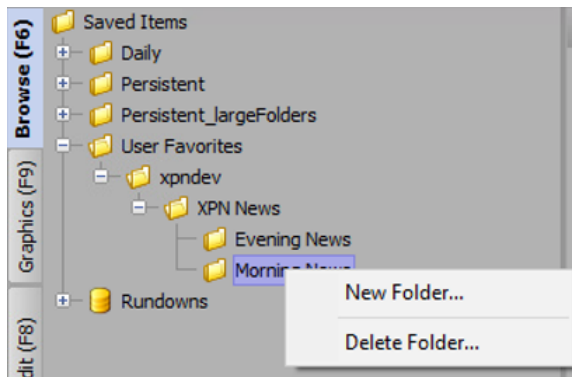 Saved Items
Daily
Persistent
Persistent_largeFolders
User Favorites
xpndev
XPN News
Evening News
Morning News
Rundowns
New Folder...
Delete Folder...
Browse (F6)
Graphics (F9)
dit (F8)